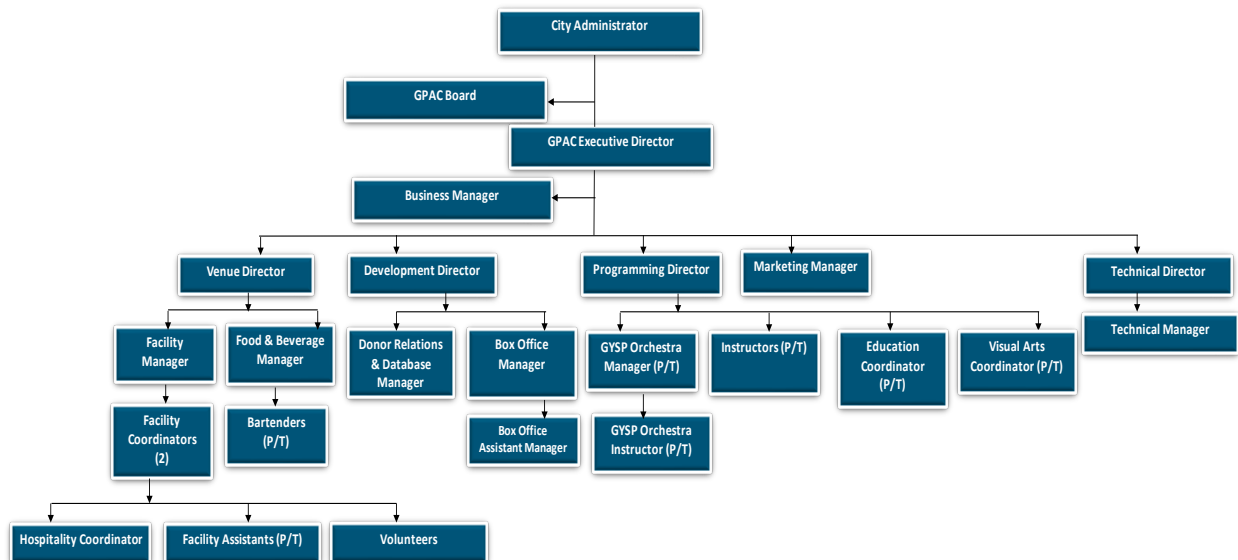 City Administrator
GPAC Board
GPAC Executive Director
Business Manager
Venue Director
Development Director
Programming Director
Marketing Manager
Technical Director
Facility
Manager
Food & Beverage
Manager
Donor Relations
& Database
Manager
Box Office
Manager
GYSP Orchestra
Manager (P/T)
Instructors (P/T)
Education
Coordinator
(P/T)
Visual Arts
Coordinator (P/T)
Technical Manager
Facility
Coordinators
(2)
Bartenders
(P/T)
Box Office
Assistant Manager
GYSP Orchestra
Instructor (P/T)
Hospitality Coordinator
Facility Assistants (P/T)
Volunteers